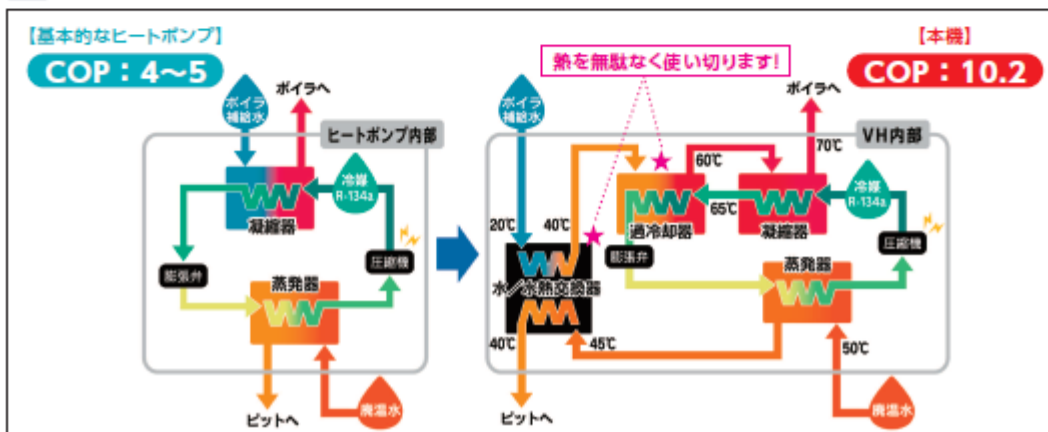 【基本的なヒートポンプ】
COP：4～5
ボイラへ
ボイラ
補給水
ヒートポンプ内部
冷媒
R-134a
凝縮器
膨張弁
圧縮機
蒸発器
ピットへ
廃温水
熱を無駄なく使い切ります!
【本機】
COP：10.2
ボイラ
補給水
ボイラへ
70℃
VH内部
60℃
冷媒
R-134a
65℃
過冷却器
凝縮器
20℃
40℃
膨張弁
圧縮機
水／水熱交換器
蒸発器
40℃
45℃
50℃
ピットへ
廃温水